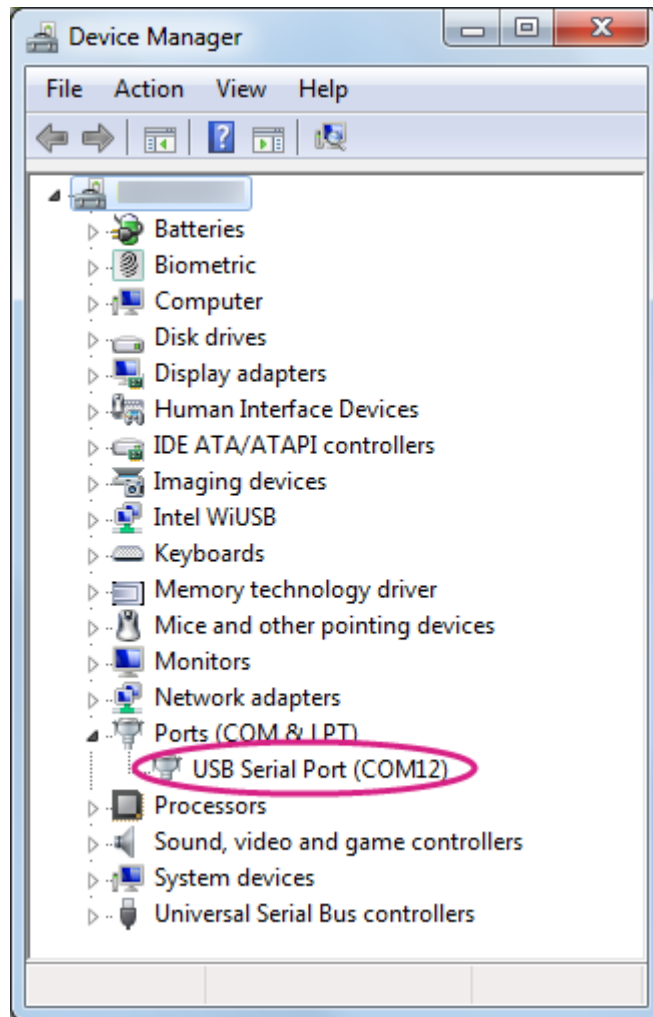 Device Manager
File Action View Help
Batteries
Biometric
Computer
Disk drives
Display adapters
Human Interface Devices
IDE ATA/ATAPI controllers
Imaging devices
Intel WiUSB
Keyboards
Memory technology driver
Mice and other pointing devices
Monitors
Network adapters
Ports (COM & LPT)
USB Serial Port (COM12)
Processors
Sound, video and game controllers
System devices
Universal Serial Bus controllers